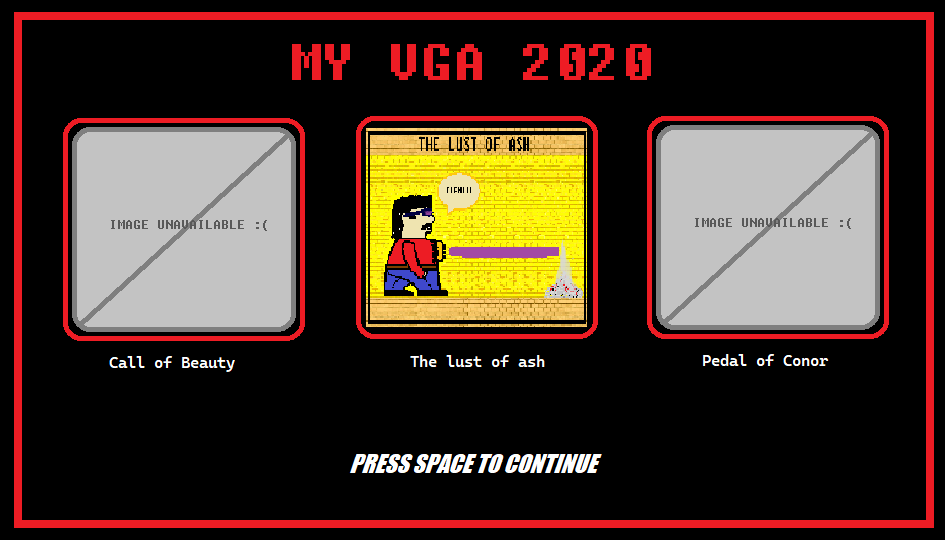 MY VGA 2020
THE LUST OF ASH
IMAGE UNAVAILABLE :(
IMAGE UNAVAILABLE :(
Call of Beauty
The lust of ash
Pedal of Conor
PRESS SPACE TO CONTINUE